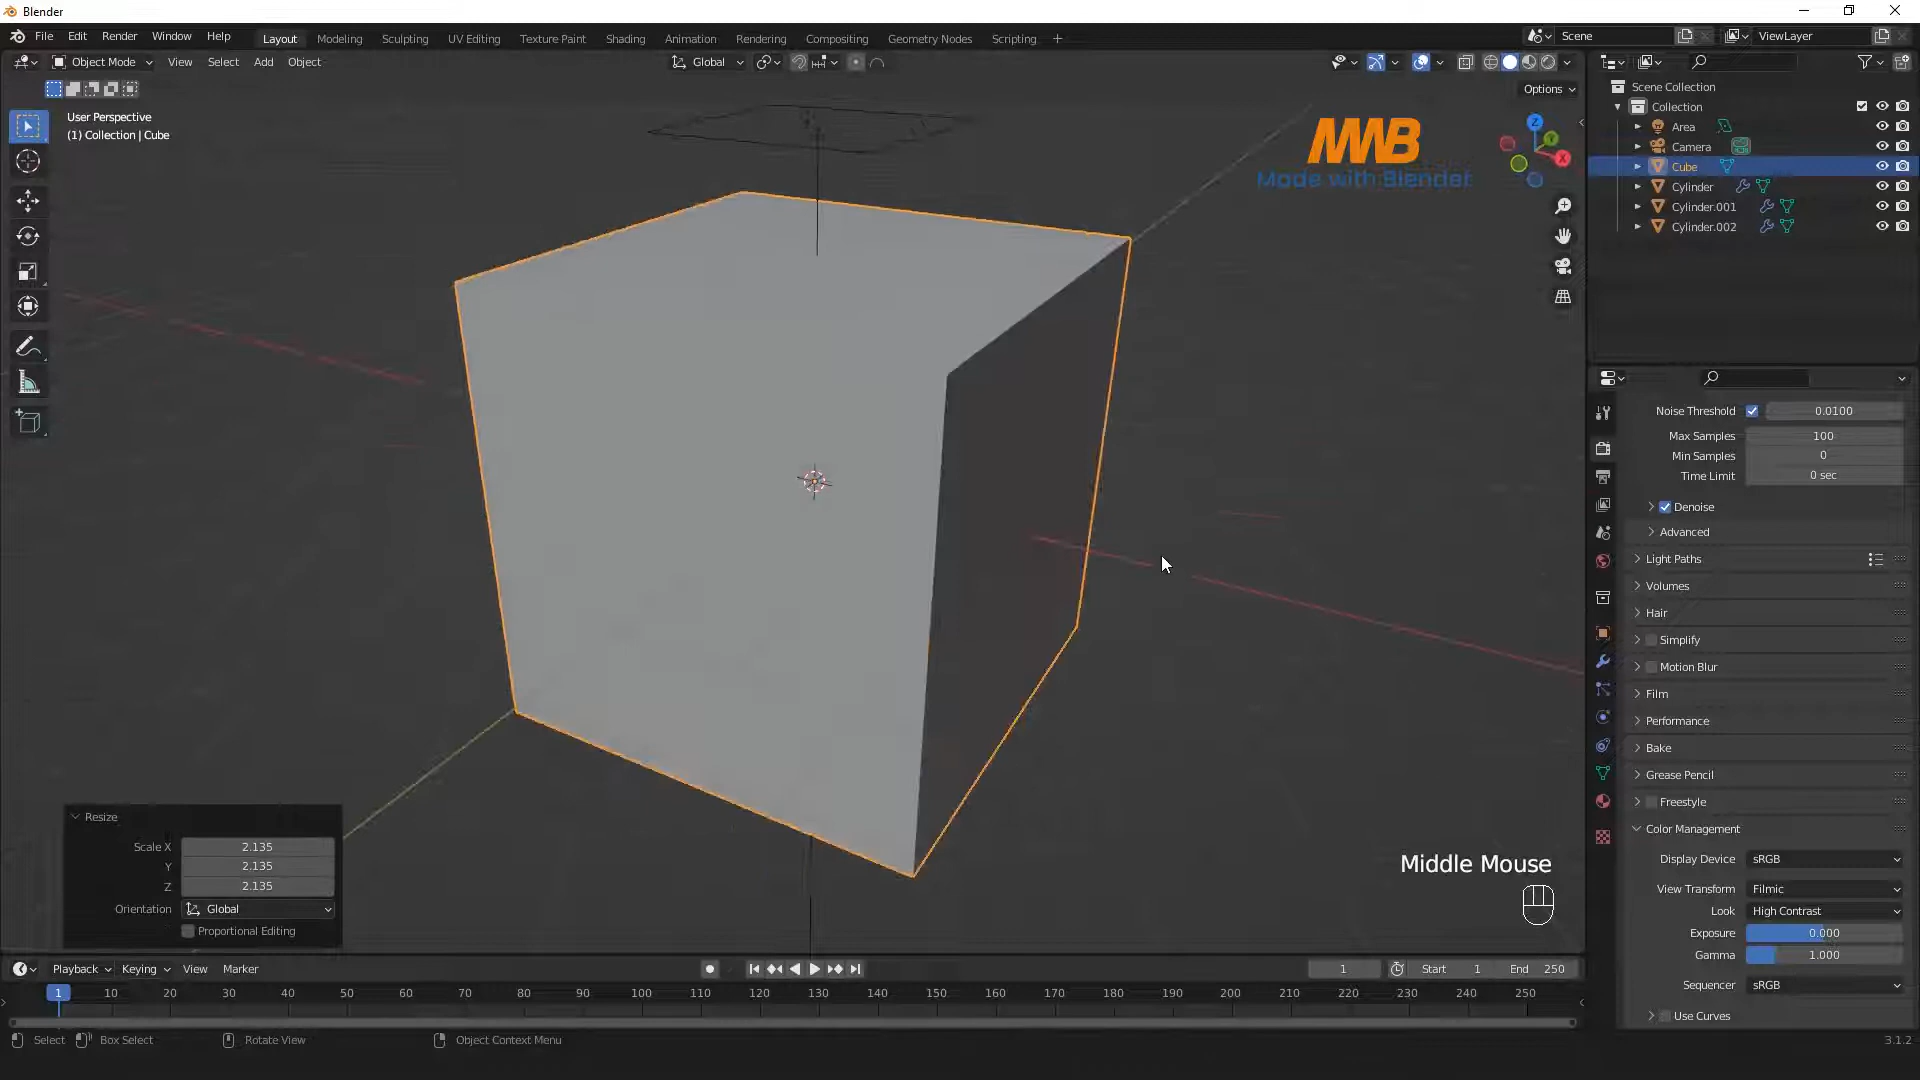 Blender
File Edit Render Window Help
Layout Modeling Sculpting UV Editing Texture Paint Shading Animation Rendering Compositing Geometry Nodes Scripting +
Scene
ViewLayer
Object Mode
View Select Add Object
Global
Options
User Perspective
(1) Collection | Cube
MWB
Made with Blender
Z
Y
X
Scene Collection
Collection
Area
Camera
Cube
Cylinder
Cylinder.001
Cylinder.002
Noise Threshold 0.0100
Max Samples 100
Min Samples 0
Time Limit 0 sec
Denoise
Advanced
Light Paths
Volumes
Hair
Simplify
Motion Blur
Film
Performance
Bake
Grease Pencil
Freestyle
Color Management
Display Device sRGB
View Transform Filmic
Look High Contrast
Exposure 0.000
Gamma 1.000
Sequencer sRGB
Use Curves
Resize
Scale X 2.135
Y 2.135
Z 2.135
Orientation Global
Proportional Editing
Middle Mouse
Playback Keying View Marker
1 Start 1 End 250
1 10 20 30 40 50 60 70 80 90 100 110 120 130 140 150 160 170 180 190 200 210 220 230 240 250
Select Box Select Rotate View Object Context Menu
3.1.2